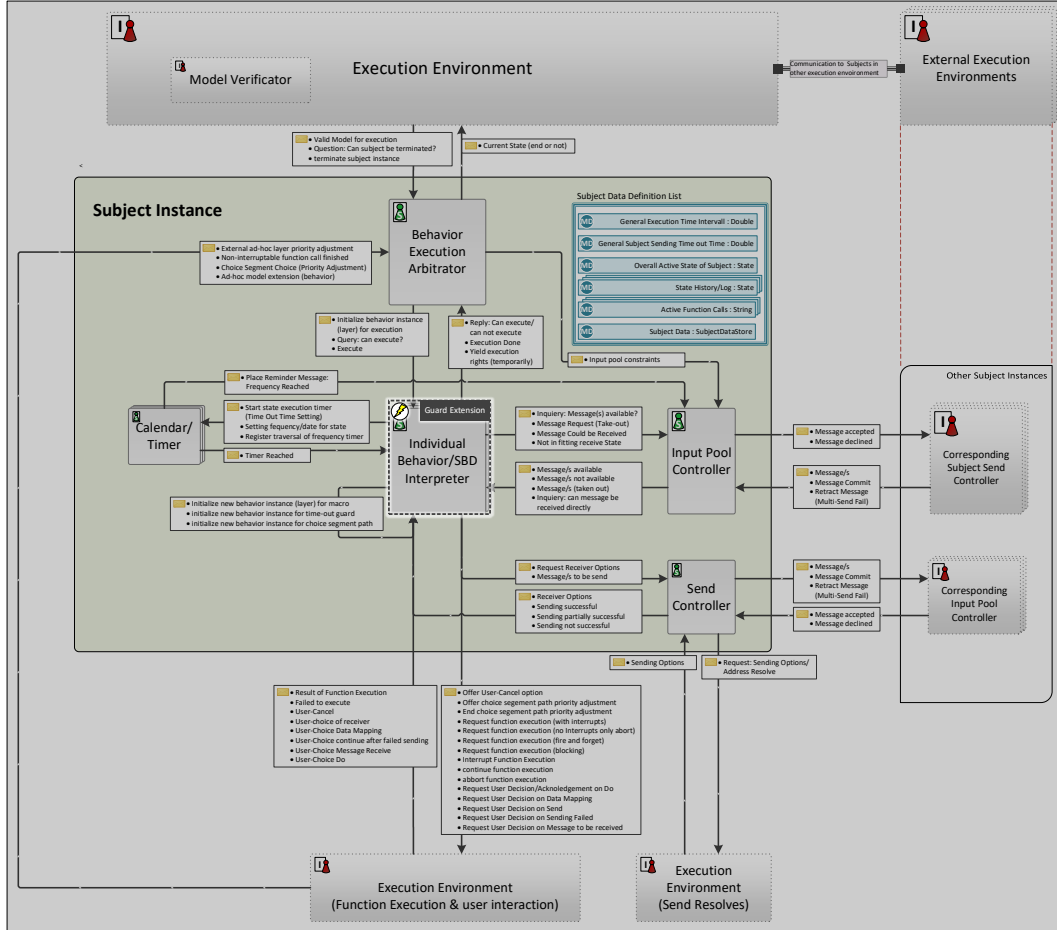 I
Execution Environment
I
Model Verificator
I
External Execution
Environments
Communication to Subjects in
other execution envoironment
• Valid Model for execution
• Question: Can subject be terminated?
• terminate subject instance
• Current State (end or not)
<
Subject Instance
S
Behavior
Execution
Arbitrator
Subject Data Definition List
MD General Execution Time Intervall : Double
MD General Subject Sending Time out Time : Double
MD Overall Active State of Subject : State
MD State History/Log : State
MD Active Function Calls : String
MD Subject Data : SubjectDataStore
• External ad-hoc layer priority adjustment
• Non-interruptable function call finished
• Choice Segment Choice (Priority Adjustment)
• Ad-hoc model extension (behavior)
• Initialize behavior instance
(layer) for execution
• Query: can execute?
• Execute
• Reply: Can execute/
can not execute
• Execution Done
• Yield execution
rights (temporarily)
• Input pool constraints
• Place Reminder Message:
Frequency Reached
Other Subject Instances
S
Calendar/
Timer
• Start state execution timer
(Time Out Time Setting)
• Setting fequency/date for state
• Register traversal of frequency timer
• Timer Reached
Guard Extension
Individual
Behavior/SBD
Interpreter
• Inquiry: Message(s) available?
• Message Request (Take-out)
• Message Could be Received
• Not in fitting receive State
• Message/s available
• Message/s not available
• Message/s (taken out)
• Inquiery: can message be
received directly
S
Input Pool
Controller
• Message accepted
• Message declined
• Message/s
• Message Commit
• Retract Message
(Multi-Send Fail)
I
Corresponding
Subject Send
Controller
• Initialize new behavior instance (layer) for macro
• initialize new behavior instance for time-out guard
• initialize new behavior instance for choice segment path
• Request Receiver Options
• Message/s to be send
• Receiver Options
• Sending successful
• Sending partially successful
• Sending not successful
S
Send
Controller
• Message/s
• Message Commit
• Retract Message
(Multi-Send Fail)
• Message accepted
• Message declined
I
Corresponding
Input Pool
Controller
• Sending Options
• Request: Sending Options/
Address Resolve
• Result of Function Execution
• Failed to execute
• User-Cancel
• User-choice of receiver
• User-Choice Data Mapping
• User-Choice continue after failed sending
• User-Choice Message Receive
• User-Choice Do
• Offer User-Cancel option
• Offer choice segement path priority adjustment
• End choice segement path priority adjustment
• Request function execution (with interrupts)
• Request function execution (no Interrupts only abort)
• Request function execution (fire and forget)
• Request function execution (blocking)
• Interrupt Function Execution
• continue function execution
• abbort function execution
• Request User Decision/Acknoledgement on Do
• Request User Decision on Data Mapping
• Request User Decision on Send
• Request User Decision on Sending Failed
• Request User Decision on Message to be received
I
Execution Environment
(Function Execution & user interaction)
I
Execution
Environment
(Send Resolves)